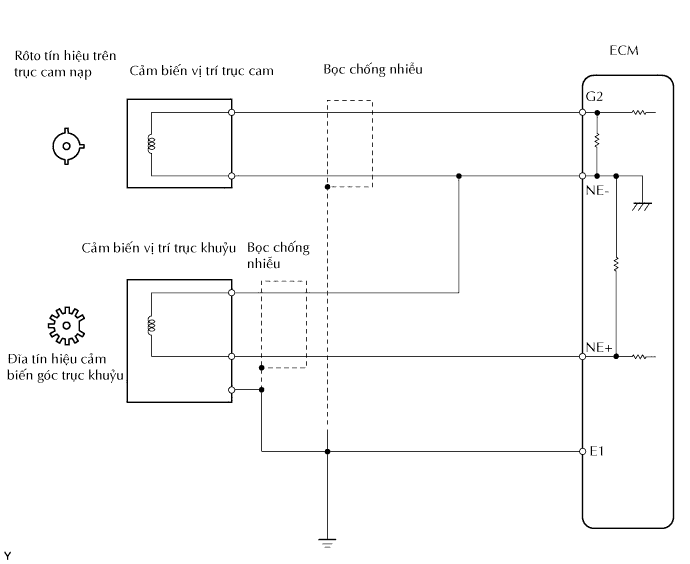 ECM
Rôto tín hiệu trên
trục cam nạp
Cảm biến vị trí trục cam
Bọc chống nhiễu
G2
NE-
Cảm biến vị trí trục khuỷu
Bọc chống
nhiễu
NE+
Đĩa tín hiệu cảm
biến góc trục khuỷu
E1
Y